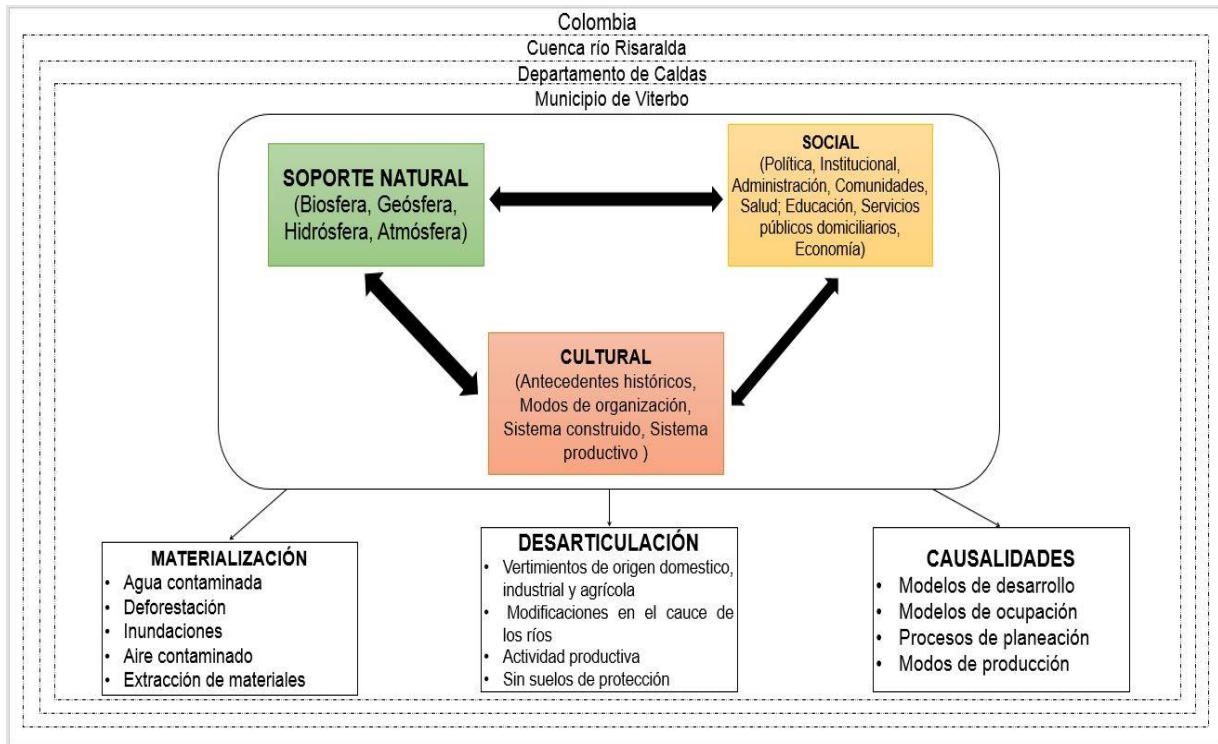 Colombia
Cuenca río Risaralda
Departamento de Caldas
Municipio de Viterbo
SOPORTE NATURAL
(Biosfera, Geósfera,
Hidrósfera, Atmósfera)
SOCIAL
(Política, Institucional,
Administración, Comunidades,
Salud; Educación, Servicios
públicos domiciliarios,
Economía)
CULTURAL
(Antecedentes históricos,
Modos de organización,
Sistema construido, Sistema
productivo )
MATERIALIZACIÓN
• Agua contaminada
• Deforestación
• Inundaciones
• Aire contaminado
• Extracción de materiales
DESARTICULACIÓN
• Vertimientos de origen domestico,
industrial y agrícola
• Modificaciones en el cauce de
los ríos
• Actividad productiva
• Sin suelos de protección
CAUSALIDADES
• Modelos de desarrollo
• Modelos de ocupación
• Procesos de planeación
• Modos de producción